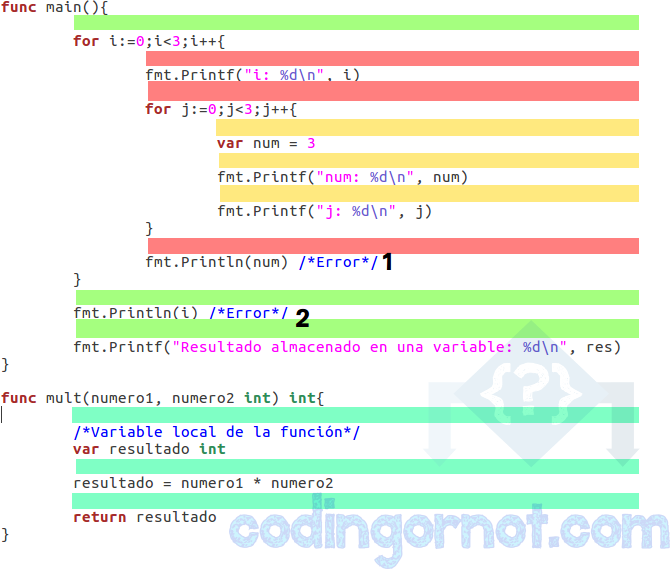 func main(){
for i:=0;i<3;i++{
fmt.Printf("i: %d\n", i)
for j:=0;j<3;j++{
var num = 3
fmt.Printf("num: %d\n", num)
fmt.Printf("j: %d\n", j)
}
fmt.Println(num) /*Error*/ 1
}
fmt.Println(i) /*Error*/ 2
fmt.Printf("Resultado almacenado en una variable: %d\n", res)
}
{?}
func mult(numero1, numero2 int) int{
/*Variable local de la función*/
var resultado int
resultado = numero1 * numero2
return resultado
}
codingornot.com